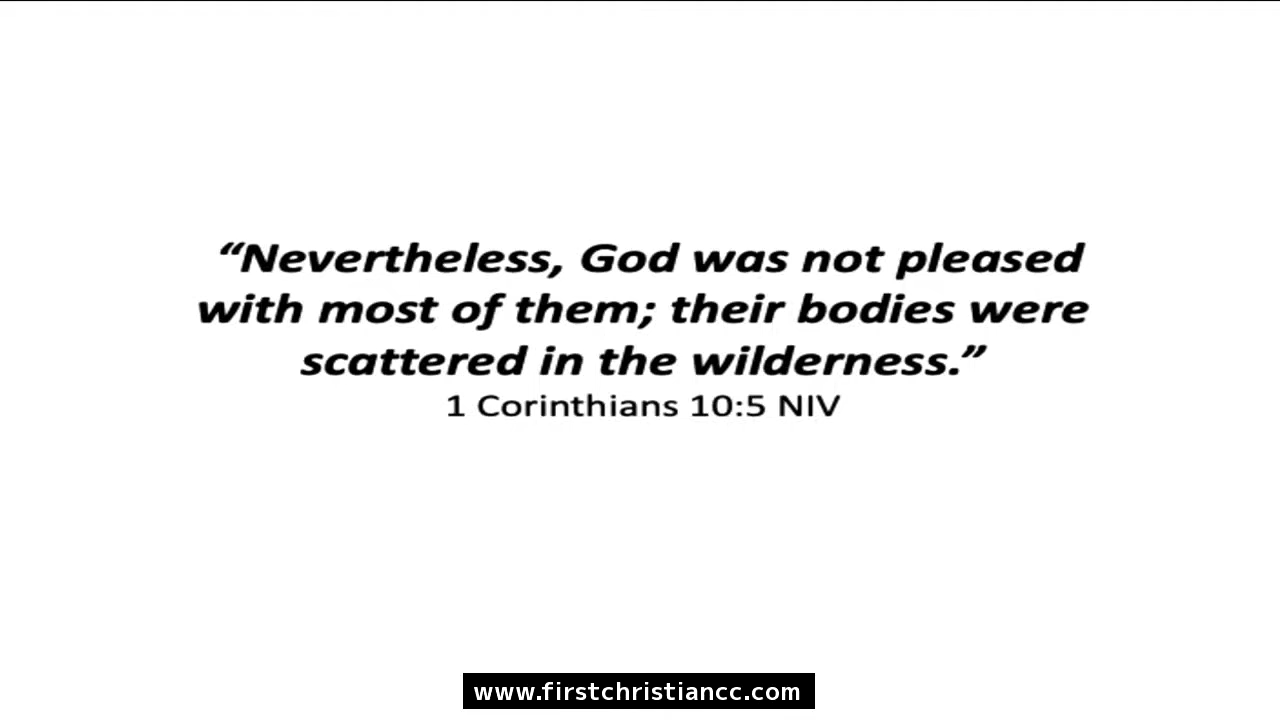 “Nevertheless, God was not pleased
with most of them; their bodies were
scattered in the wilderness.”
1 Corinthians 10:5 NIV
www.firstchristiancc.com